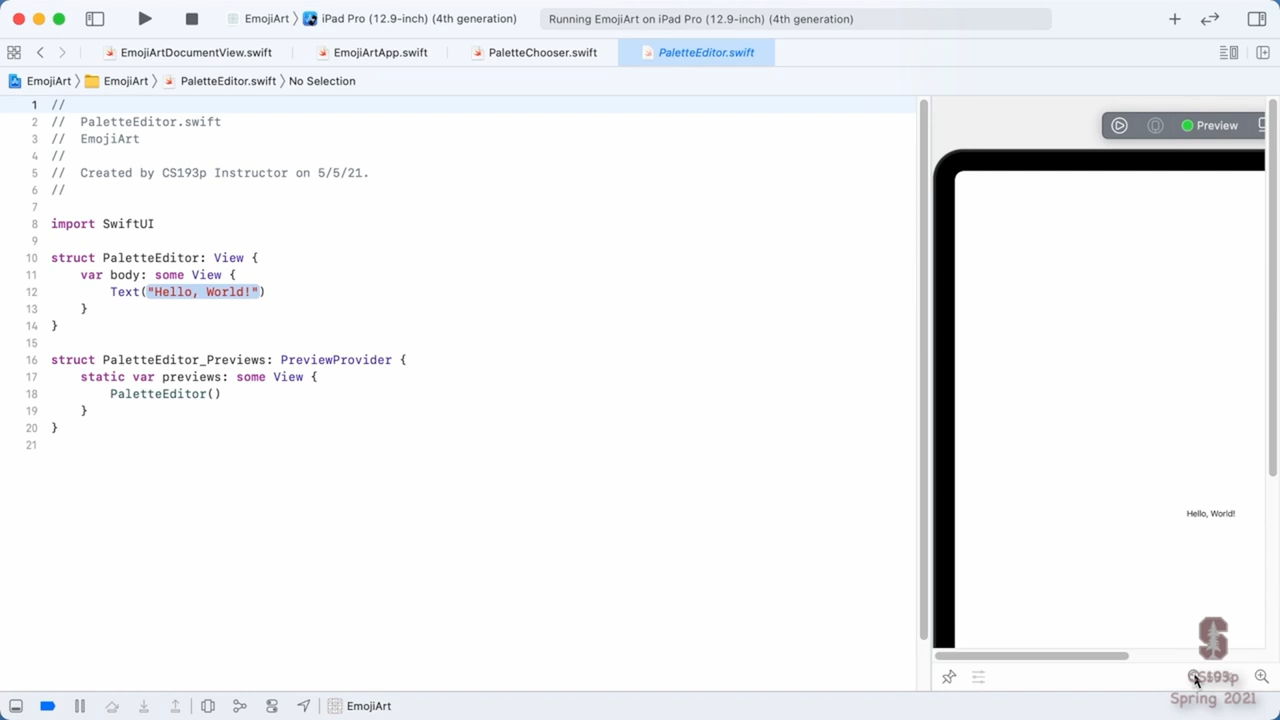 EmojiArt iPad Pro (12.9-inch) (4th generation) Running EmojiArt on iPad Pro (12.9-inch) (4th generation)
EmojiArtDocumentView.swift EmojiArtApp.swift PaletteChooser.swift PaletteEditor.swift
EmojiArt EmojiArt PaletteEditor.swift No Selection
1 //
2 //  PaletteEditor.swift
3 //  EmojiArt
4 //
5 //  Created by CS193p Instructor on 5/5/21.
6 //
7
8 import SwiftUI
9
10 struct PaletteEditor: View {
11     var body: some View {
12         Text("Hello, World!")
13     }
14 }
15
16 struct PaletteEditor_Previews: PreviewProvider {
17     static var previews: some View {
18         PaletteEditor()
19     }
20 }
21
Preview
Hello, World!
S
CS193p
Spring 2021
EmojiArt